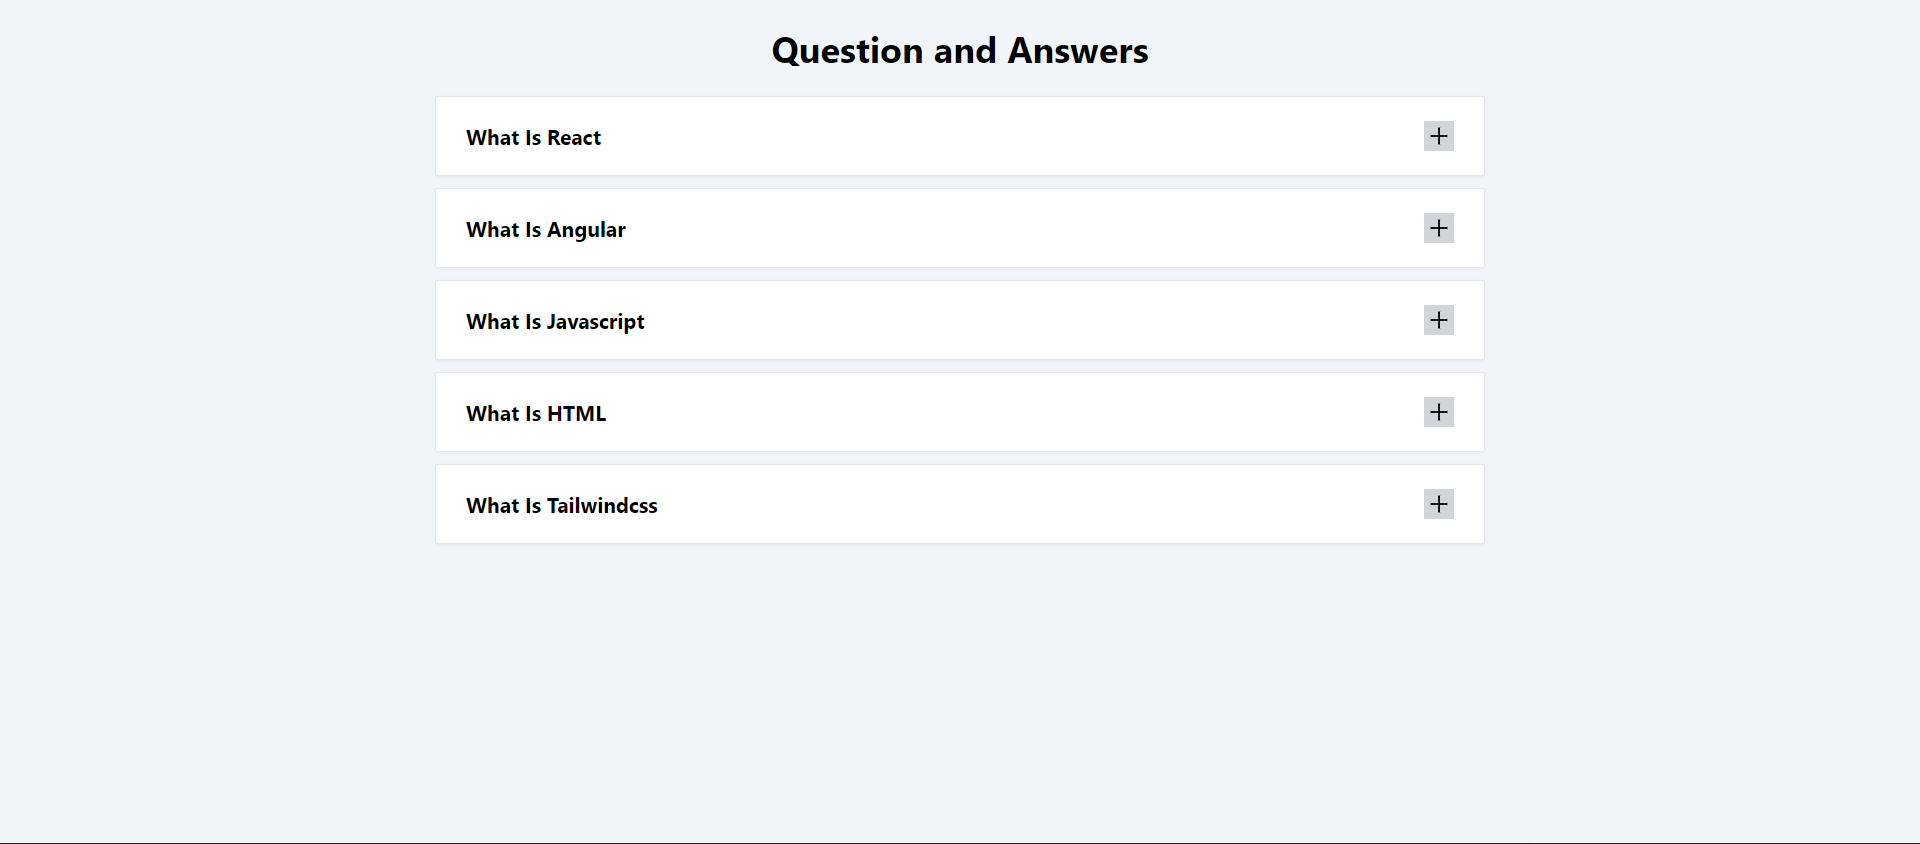 Question and Answers
What Is React
What Is Angular
What Is Javascript
What Is HTML
What Is Tailwindcss